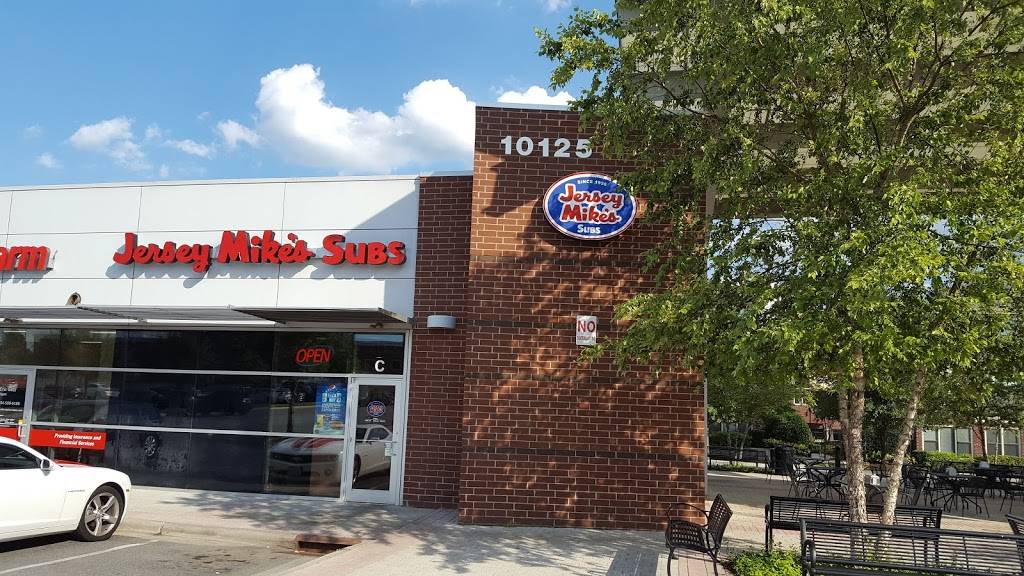 10125
SINCE 1956
Jersey
Mike's
SUBS
arm
Jersey Mike's SUBS
NO
OPEN
C
Providing Insurance and
Financial Services